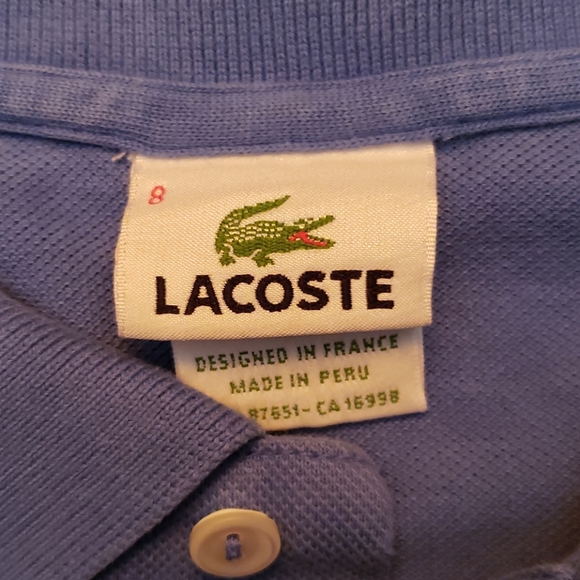 8
LACOSTE
DESIGNED IN FRANCE
MADE IN PERU
87651-CA 16998